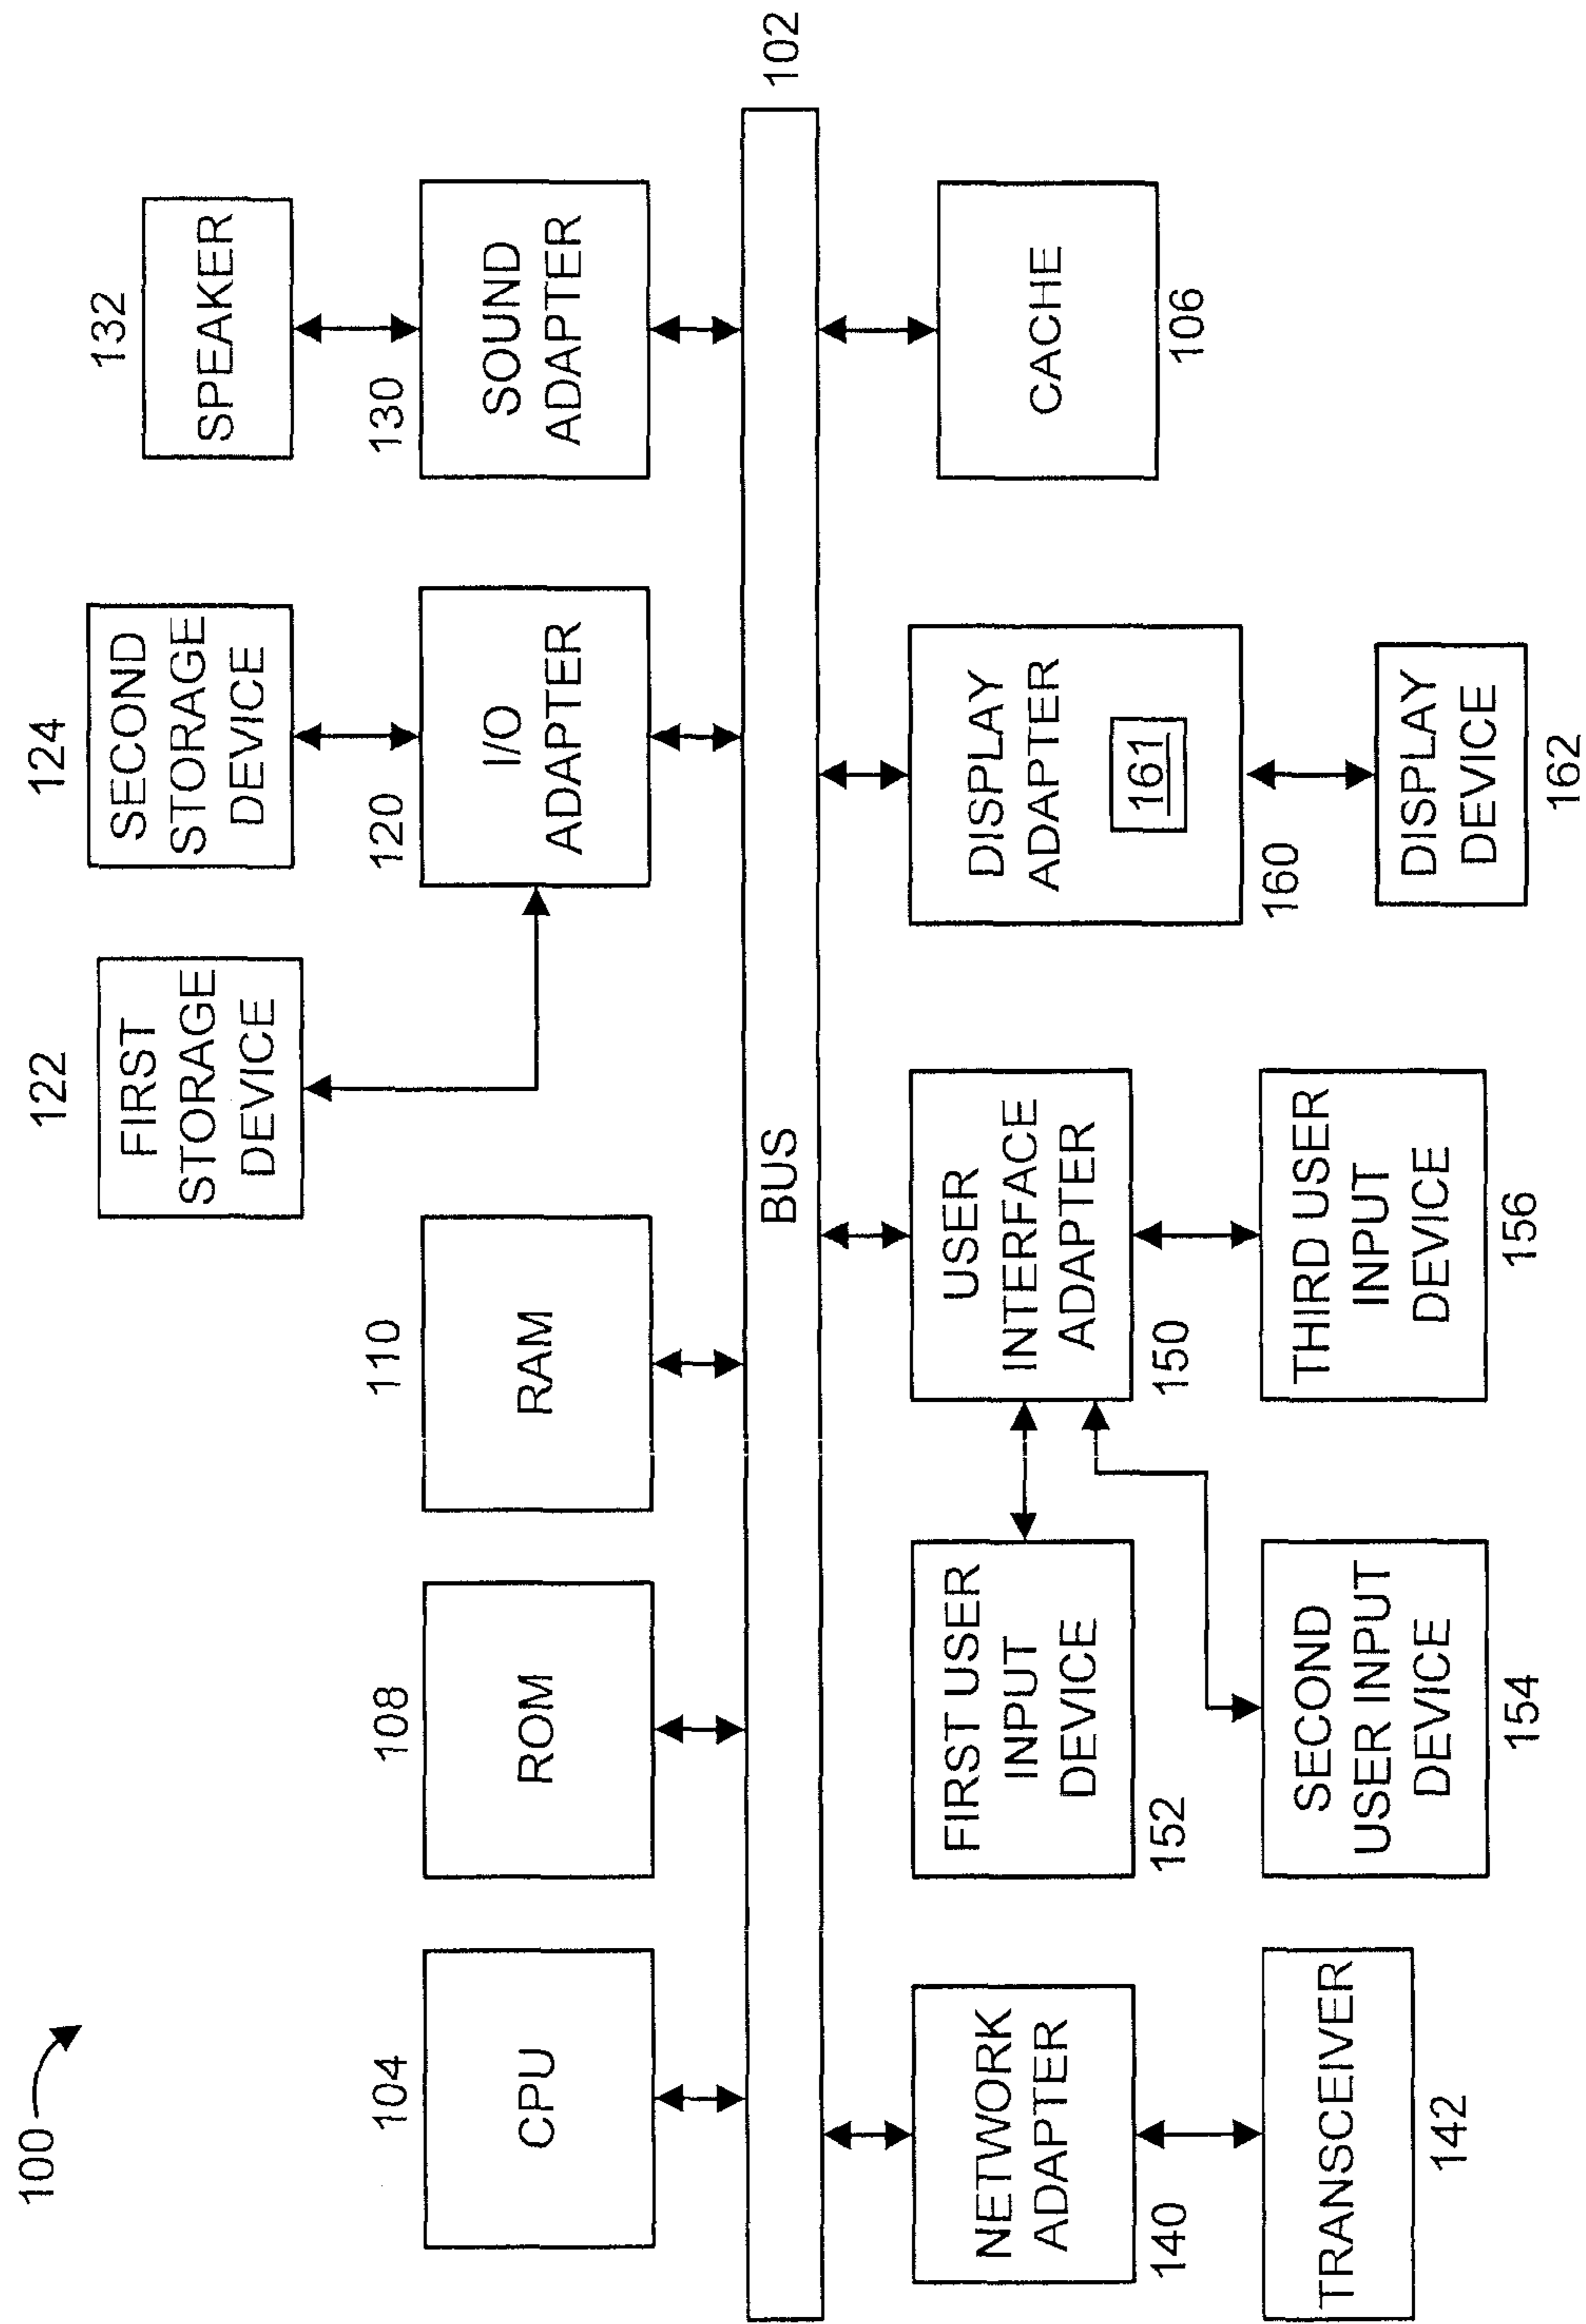 100
122
FIRST
STORAGE
DEVICE
124
SECOND
STORAGE
DEVICE
132
SPEAKER
104
CPU
108
ROM
110
RAM
120
I/O
ADAPTER
130
SOUND
ADAPTER
BUS
102
NETWORK
ADAPTER
140
FIRST USER
INPUT
DEVICE
152
USER
INTERFACE
ADAPTER
150
DISPLAY
ADAPTER
161
160
CACHE
106
TRANSCEIVER
142
SECOND
USER INPUT
DEVICE
154
THIRD USER
INPUT
DEVICE
156
DISPLAY
DEVICE
162